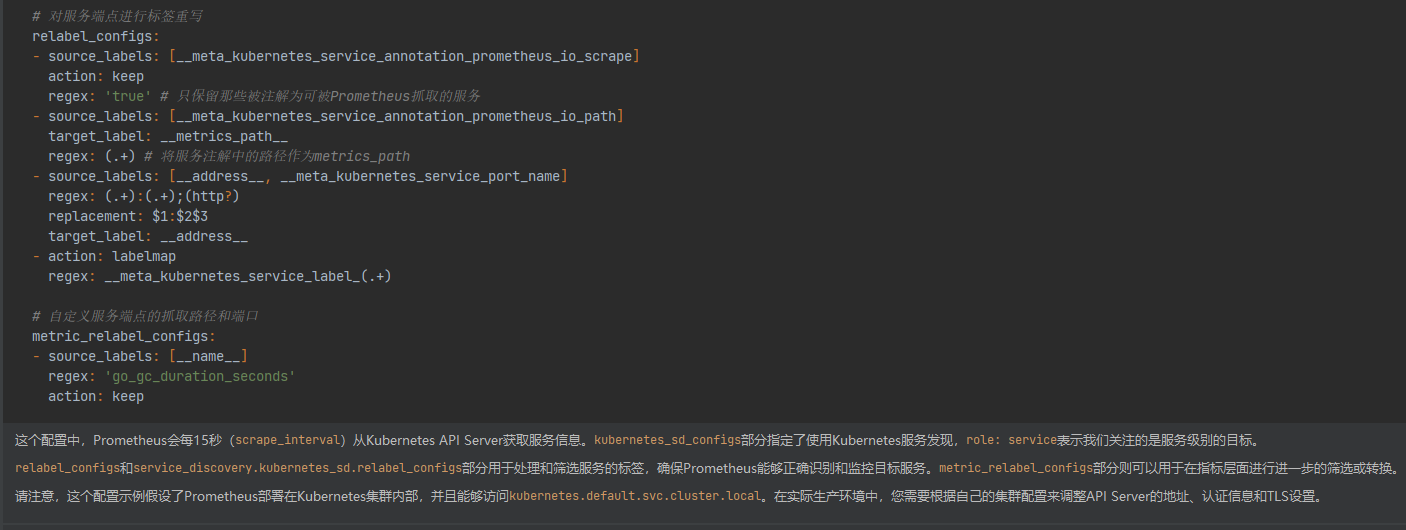 # 对服务端点进行标签重写
relabel_configs:
- source_labels: [__meta_kubernetes_service_annotation_prometheus_io_scrape]
  action: keep
  regex: 'true' # 只保留那些被注解为可被Prometheus抓取的服务
- source_labels: [__meta_kubernetes_service_annotation_prometheus_io_path]
  target_label: __metrics_path__
  regex: (.+) # 将服务注解中的路径作为metrics_path
- source_labels: [__address__, __meta_kubernetes_service_port_name]
  regex: (.+):(.+);(http?)
  replacement: $1:$2$3
  target_label: __address__
- action: labelmap
  regex: __meta_kubernetes_service_label_(.+)
# 自定义服务端点的抓取路径和端口
metric_relabel_configs:
- source_labels: [__name__]
  regex: 'go_gc_duration_seconds'
  action: keep
这个配置中，Prometheus会每15秒（scrape_interval）从Kubernetes API Server获取服务信息。kubernetes_sd_configs部分指定了使用Kubernetes服务发现，role: service表示我们关注的是服务级别的目标。
relabel_configs和service_discovery.kubernetes_sd.relabel_configs部分用于处理和筛选服务的标签，确保Prometheus能够正确识别和监控目标服务。metric_relabel_configs部分则可以用于在指标层面进行进一步的筛选或转换。
请注意，这个配置示例假设了Prometheus部署在Kubernetes集群内部，并且能够访问kubernetes.default.svc.cluster.local。在实际生产环境中，您需要根据自己的集群配置来调整API Server的地址、认证信息和TLS设置。